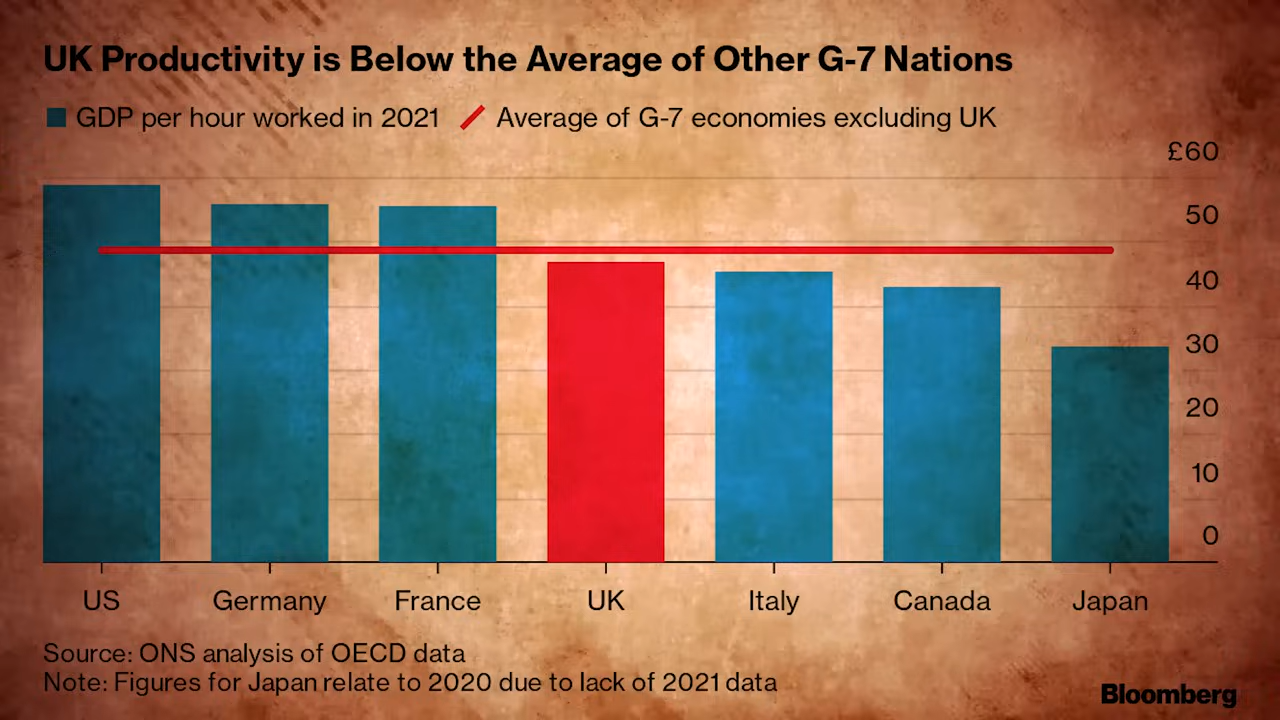 UK Productivity is Below the Average of Other G-7 Nations
GDP per hour worked in 2021 Average of G-7 economies excluding UK
£60
50
40
30
20
10
0
US Germany France UK Italy Canada Japan
Source: ONS analysis of OECD data
Note: Figures for Japan relate to 2020 due to lack of 2021 data
Bloomberg